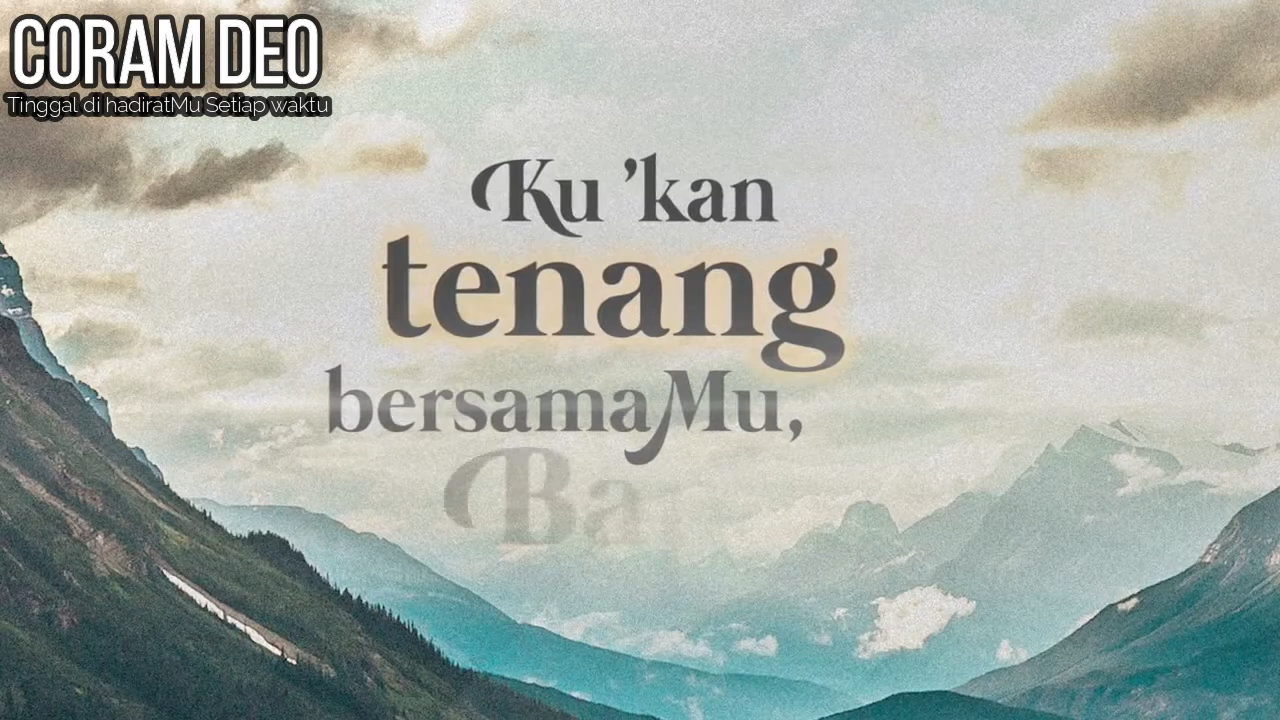 CORAM DEO
Tinggal di hadiratMu Setiap waktu
Ku 'kan
tenang
bersamaMu,